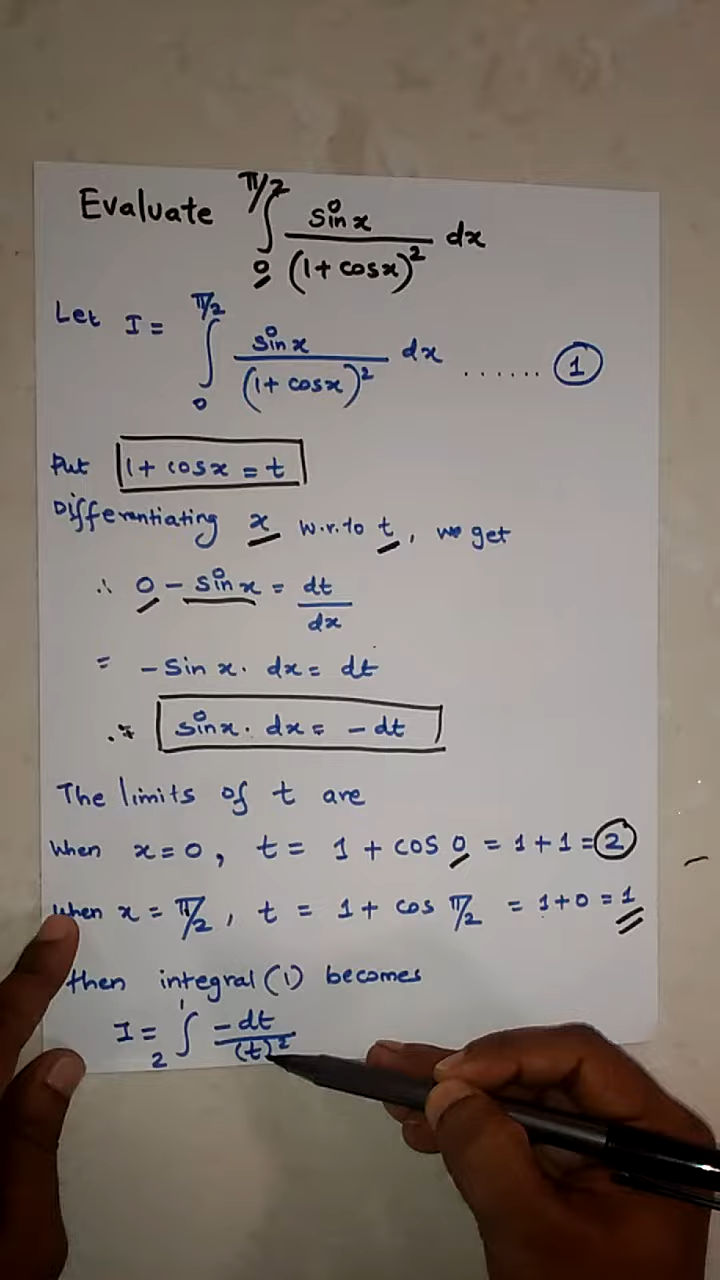 Evaluate ∫₀^(π/2) sin x / (1 + cos x)² dx
Let I = ∫₀^(π/2) sin x / (1 + cos x)² dx ...... ①
Put 1 + cos x = t
Differentiating x w.r.to t, we get
∴ 0 - sin x = dt / dx
= - Sin x . dx = dt
∴ sin x . dx = - dt
The limits of t are
When x = 0, t = 1 + cos 0 = 1 + 1 = 2
When x = π/2, t = 1 + cos π/2 = 1 + 0 = 1
then integral (1) becomes
I = ∫₂¹ -dt / (t)²